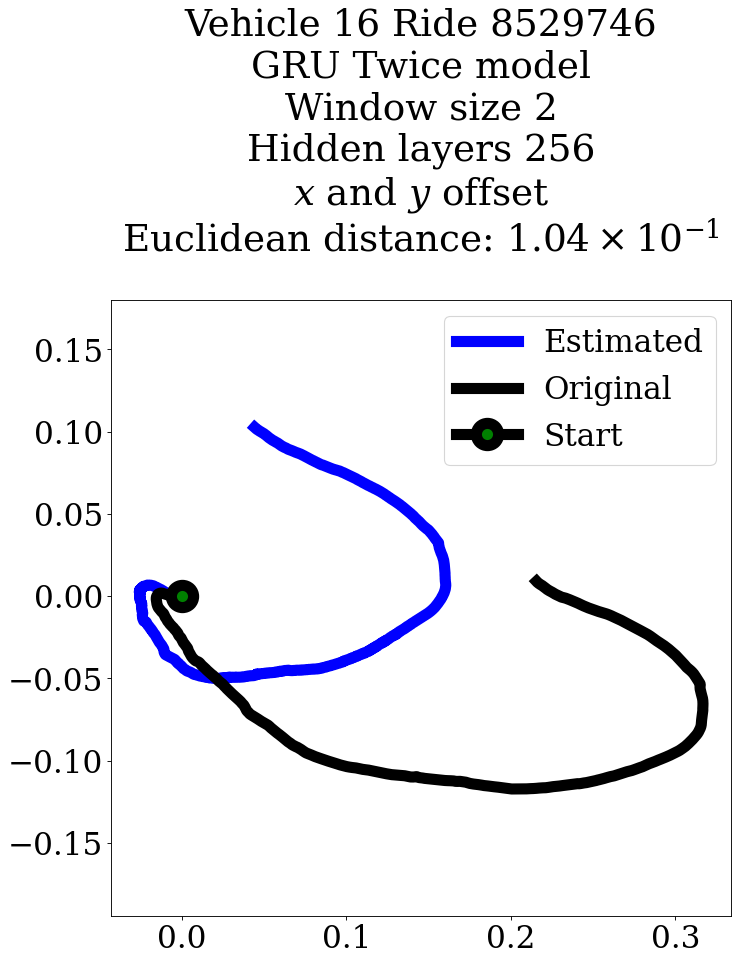 Vehicle 16 Ride 8529746
GRU Twice model
Window size 2
Hidden layers 256
x and y offset
Euclidean distance: 1.04 × 10⁻¹
Estimated
Original
Start
0.15
0.10
0.05
0.00
−0.05
−0.10
−0.15
0.0 0.1 0.2 0.3